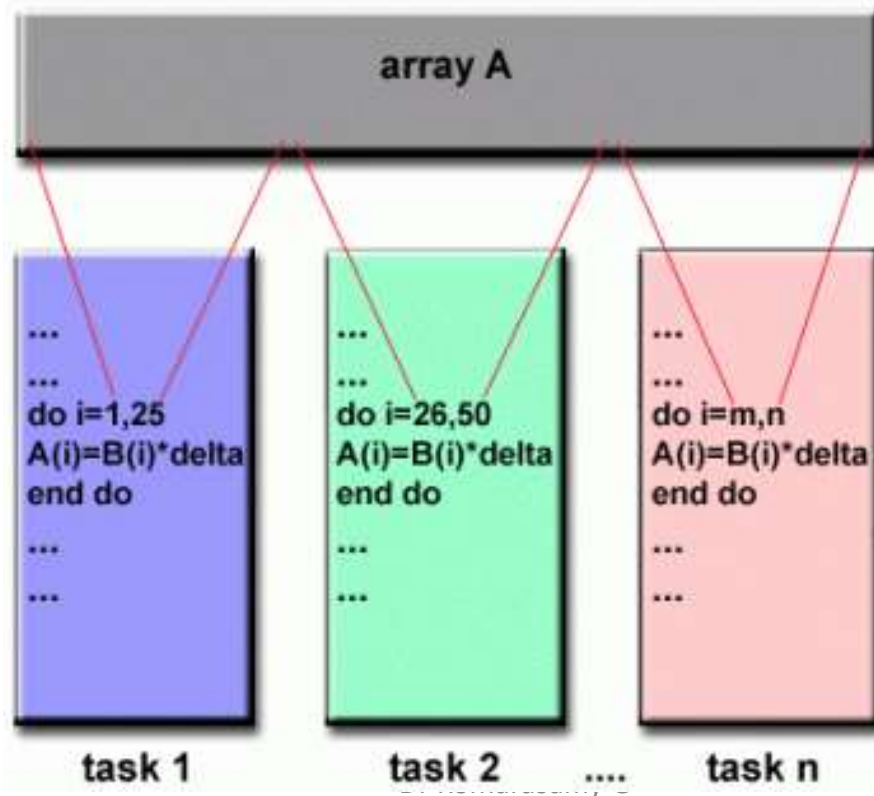 array A
...
...
do i=1,25
A(i)=B(i)*delta
end do
...
...
task 1
...
...
do i=26,50
A(i)=B(i)*delta
end do
...
...
task 2
....
...
...
do i=m,n
A(i)=B(i)*delta
end do
...
...
task n